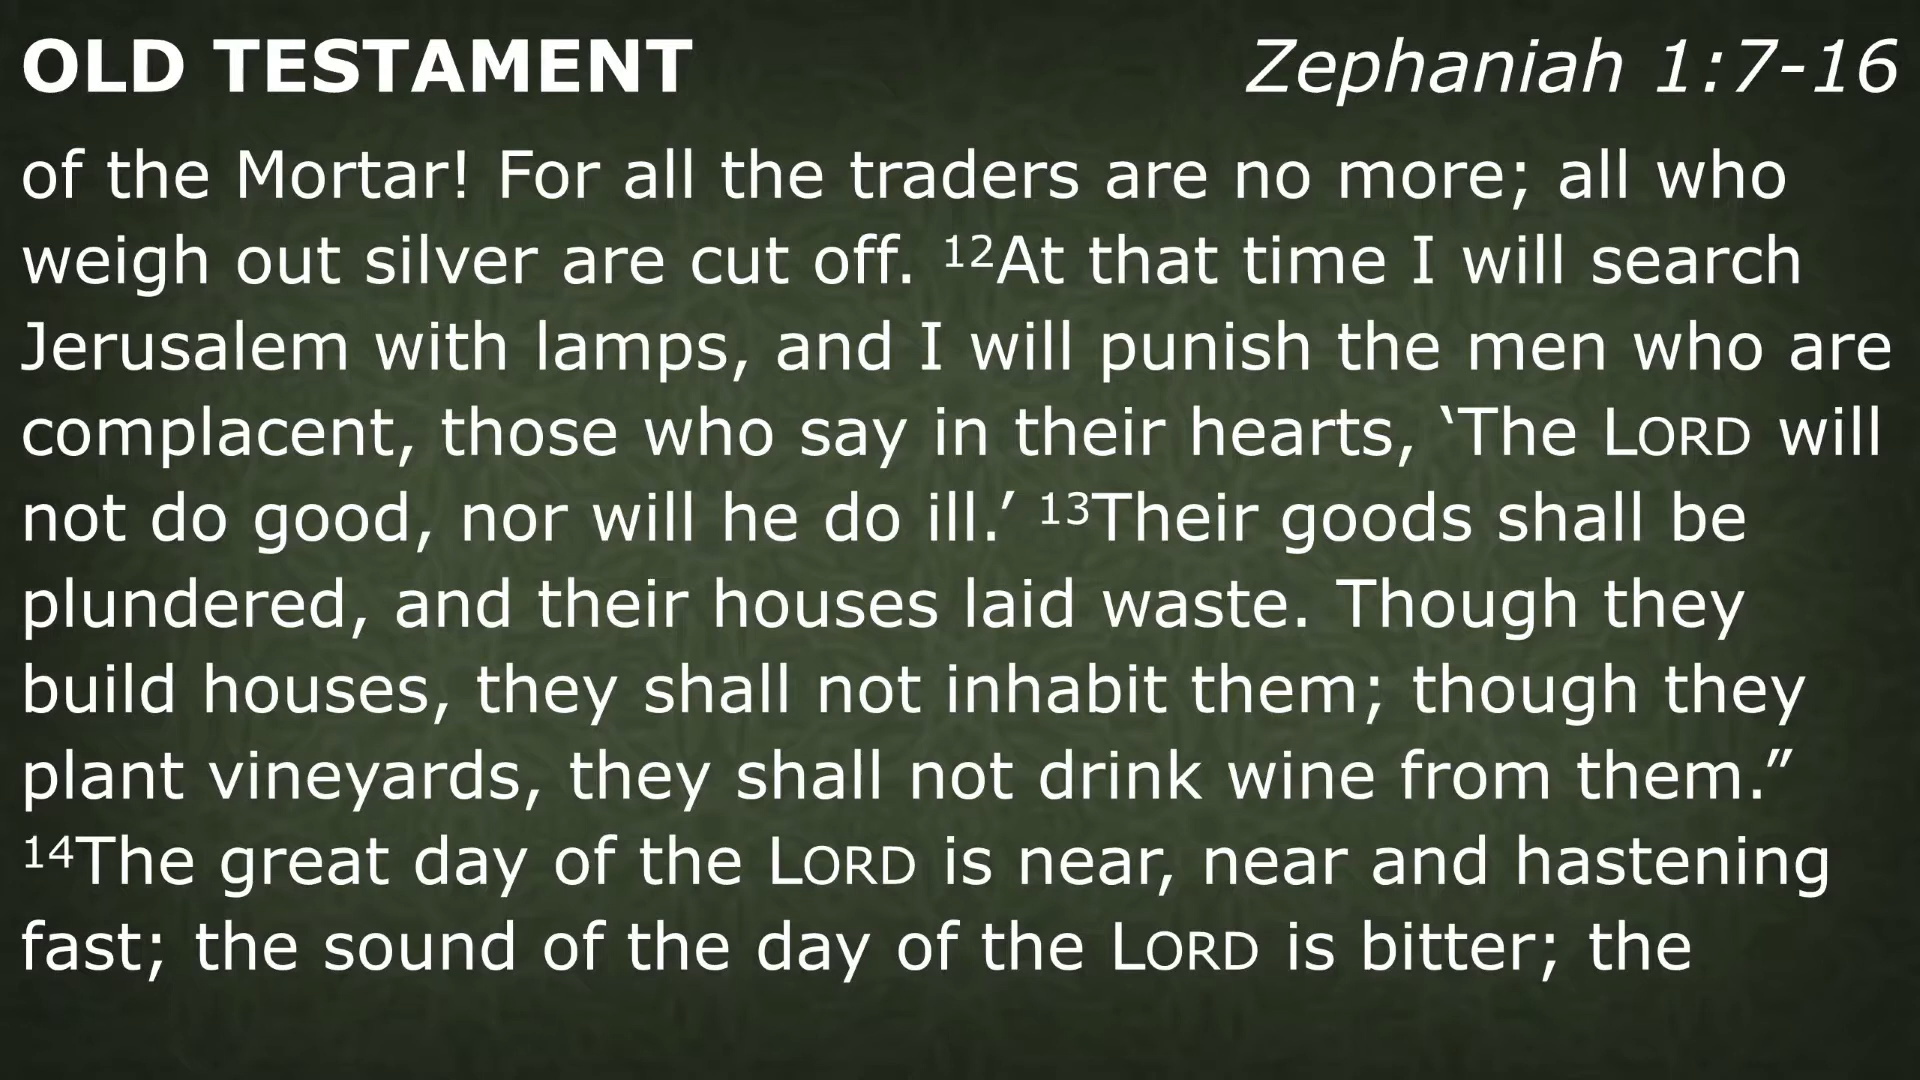 OLD TESTAMENT Zephaniah 1:7-16
of the Mortar! For all the traders are no more; all who
weigh out silver are cut off. ¹²At that time I will search
Jerusalem with lamps, and I will punish the men who are
complacent, those who say in their hearts, ‘The LORD will
not do good, nor will he do ill.’ ¹³Their goods shall be
plundered, and their houses laid waste. Though they
build houses, they shall not inhabit them; though they
plant vineyards, they shall not drink wine from them.”
¹⁴The great day of the LORD is near, near and hastening
fast; the sound of the day of the LORD is bitter; the